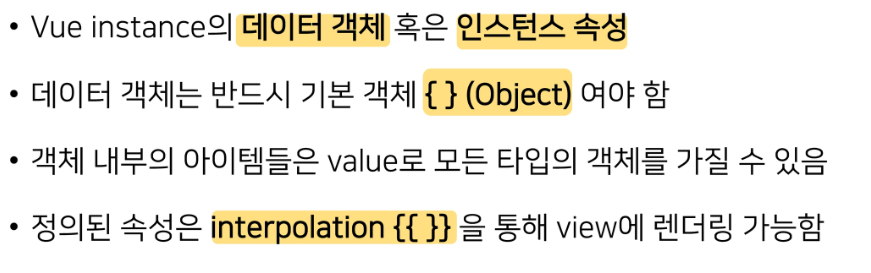 • Vue instance의 데이터 객체 혹은 인스턴스 속성
• 데이터 객체는 반드시 기본 객체 { } (Object) 여야 함
• 객체 내부의 아이템들은 value로 모든 타입의 객체를 가질 수 있음
• 정의된 속성은 interpolation {{ }} 을 통해 view에 렌더링 가능함